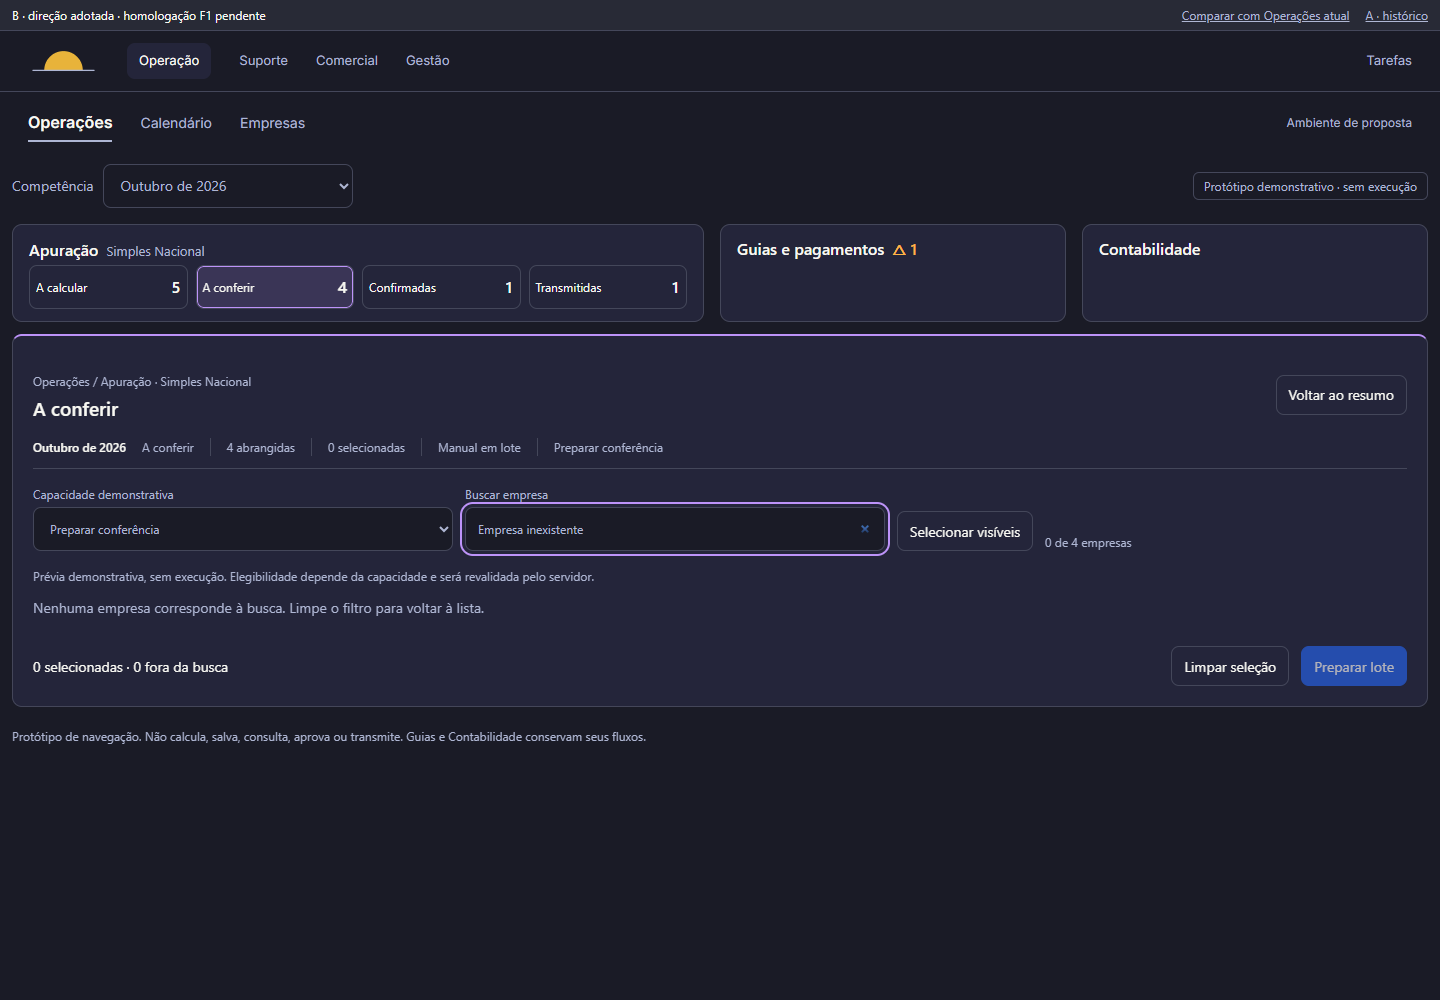 B · direção adotada · homologação F1 pendente
Comparar com Operações atual
A · histórico
Operação
Suporte
Comercial
Gestão
Tarefas
Operações
Calendário
Empresas
Ambiente de proposta
Competência
Outubro de 2026
Protótipo demonstrativo · sem execução
Apuração Simples Nacional
A calcular 5
A conferir 4
Confirmadas 1
Transmitidas 1
Guias e pagamentos △ 1
Contabilidade
Operações / Apuração · Simples Nacional
A conferir
Voltar ao resumo
Outubro de 2026
A conferir
4 abrangidas
0 selecionadas
Manual em lote
Preparar conferência
Capacidade demonstrativa
Buscar empresa
Preparar conferência
Empresa inexistente
Selecionar visíveis
0 de 4 empresas
Prévia demonstrativa, sem execução. Elegibilidade depende da capacidade e será revalidada pelo servidor.
Nenhuma empresa corresponde à busca. Limpe o filtro para voltar à lista.
0 selecionadas · 0 fora da busca
Limpar seleção
Preparar lote
Protótipo de navegação. Não calcula, salva, consulta, aprova ou transmite. Guias e Contabilidade conservam seus fluxos.